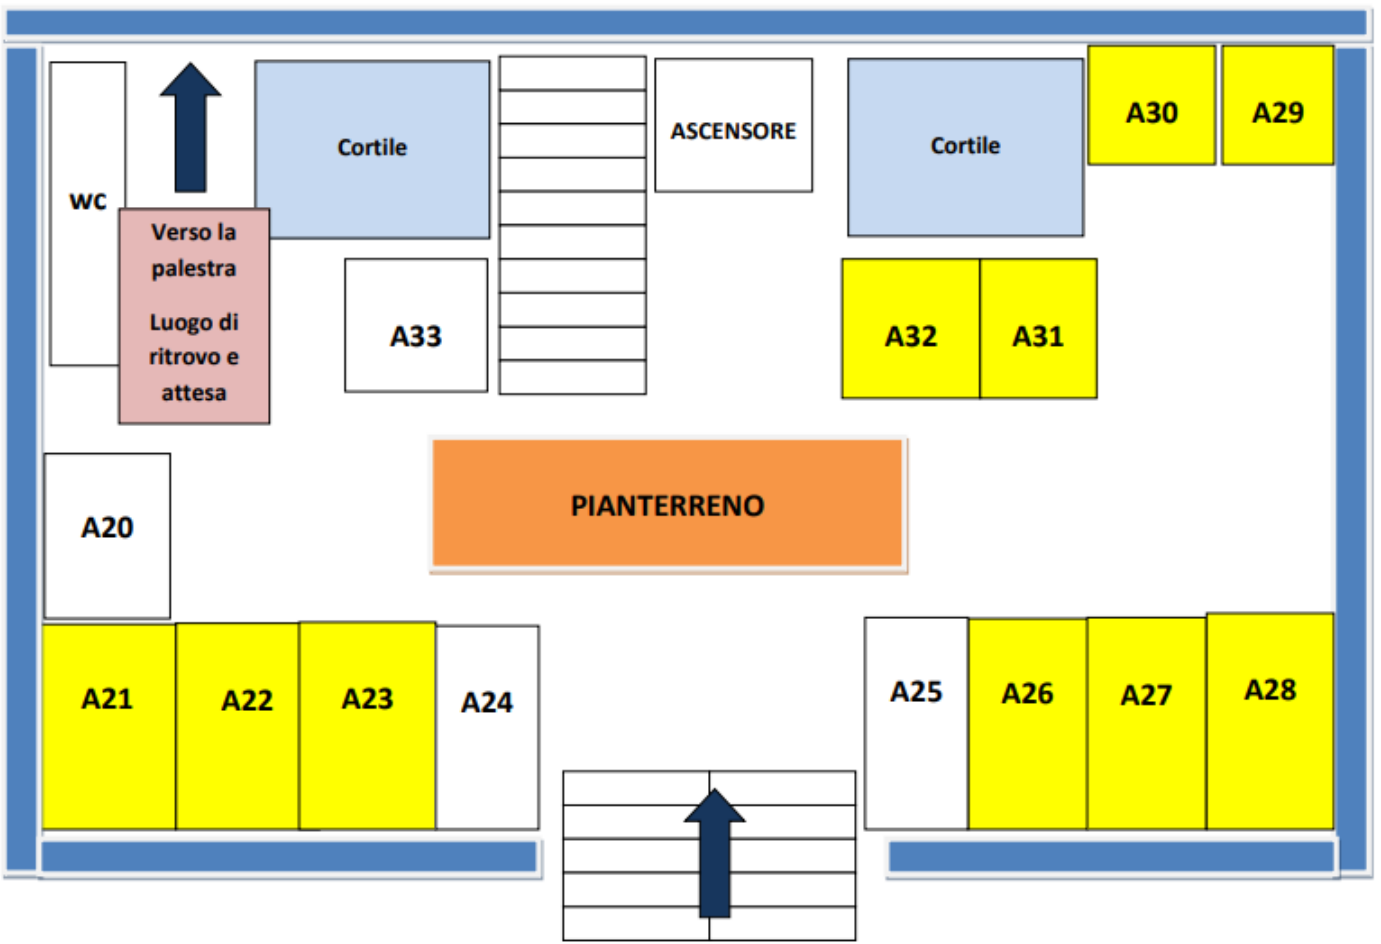 A30
A29
ASCENSORE
Cortile
Cortile
WC
Verso la
palestra
Luogo di
ritrovo e
attesa
A33
A32
A31
PIANTERRENO
A20
A21
A22
A23
A24
A25
A26
A27
A28